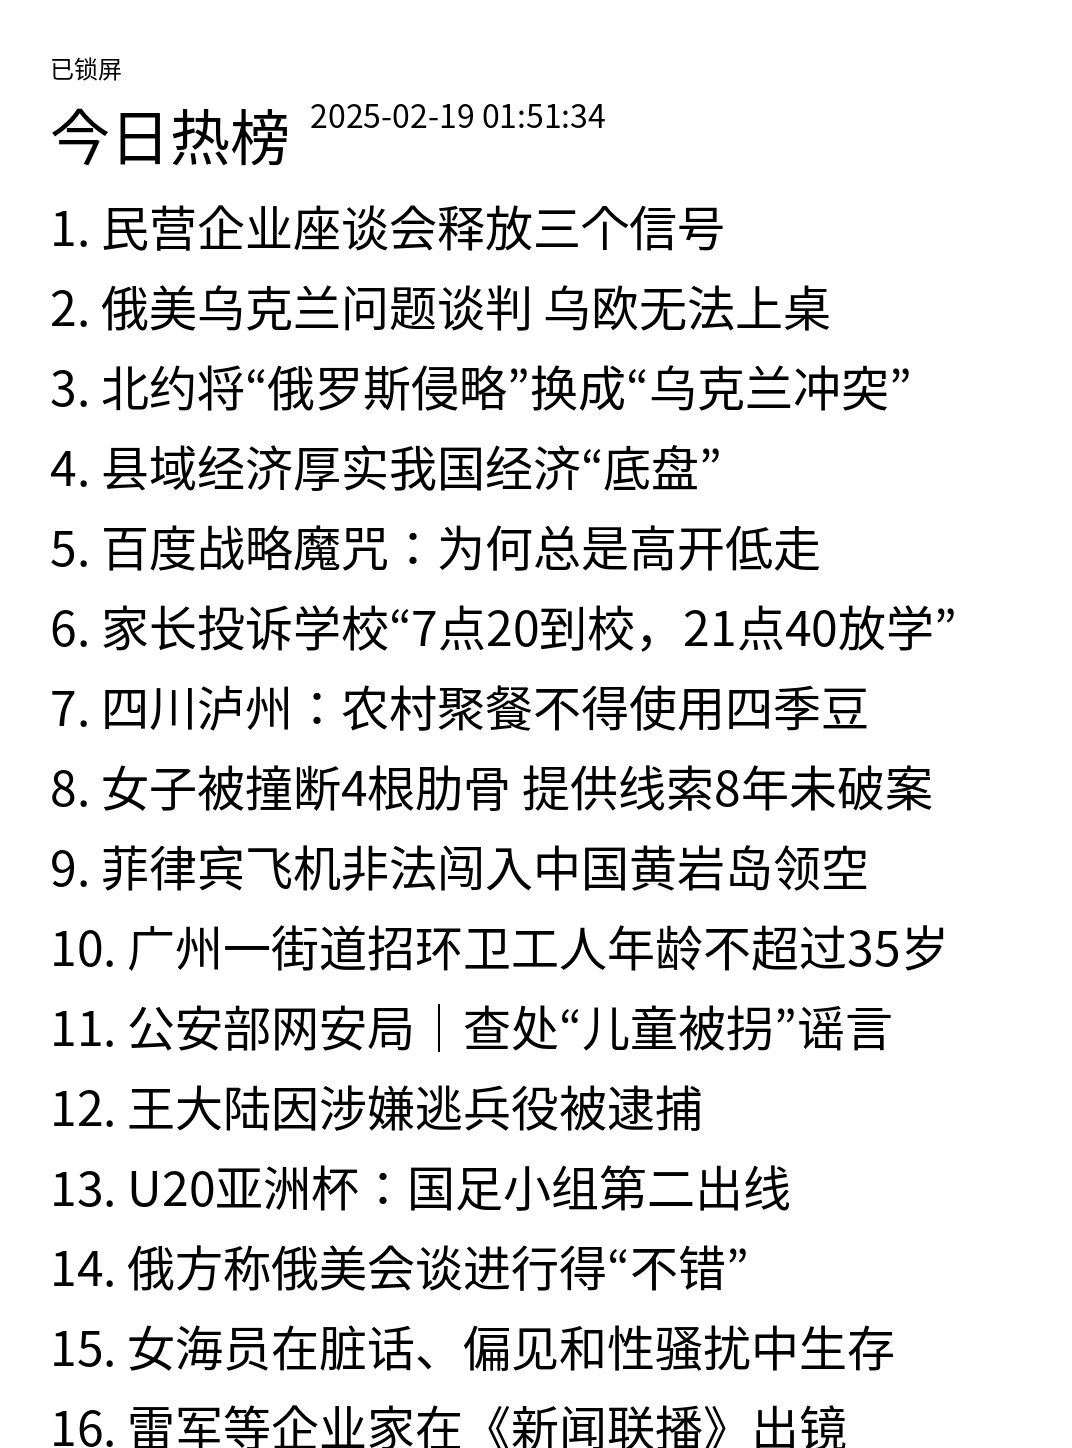 已锁屏
今日热榜 2025-02-19 01:51:34
1. 民营企业座谈会释放三个信号
2. 俄美乌克兰问题谈判 乌欧无法上桌
3. 北约将“俄罗斯侵略”换成“乌克兰冲突”
4. 县域经济厚实我国经济“底盘”
5. 百度战略魔咒：为何总是高开低走
6. 家长投诉学校“7点20到校，21点40放学”
7. 四川泸州：农村聚餐不得使用四季豆
8. 女子被撞断4根肋骨 提供线索8年未破案
9. 菲律宾飞机非法闯入中国黄岩岛领空
10. 广州一街道招环卫工人年龄不超过35岁
11. 公安部网安局｜查处“儿童被拐”谣言
12. 王大陆因涉嫌逃兵役被逮捕
13. U20亚洲杯：国足小组第二出线
14. 俄方称俄美会谈进行得“不错”
15. 女海员在脏话、偏见和性骚扰中生存
16. 雷军等企业家在《新闻联播》出镜